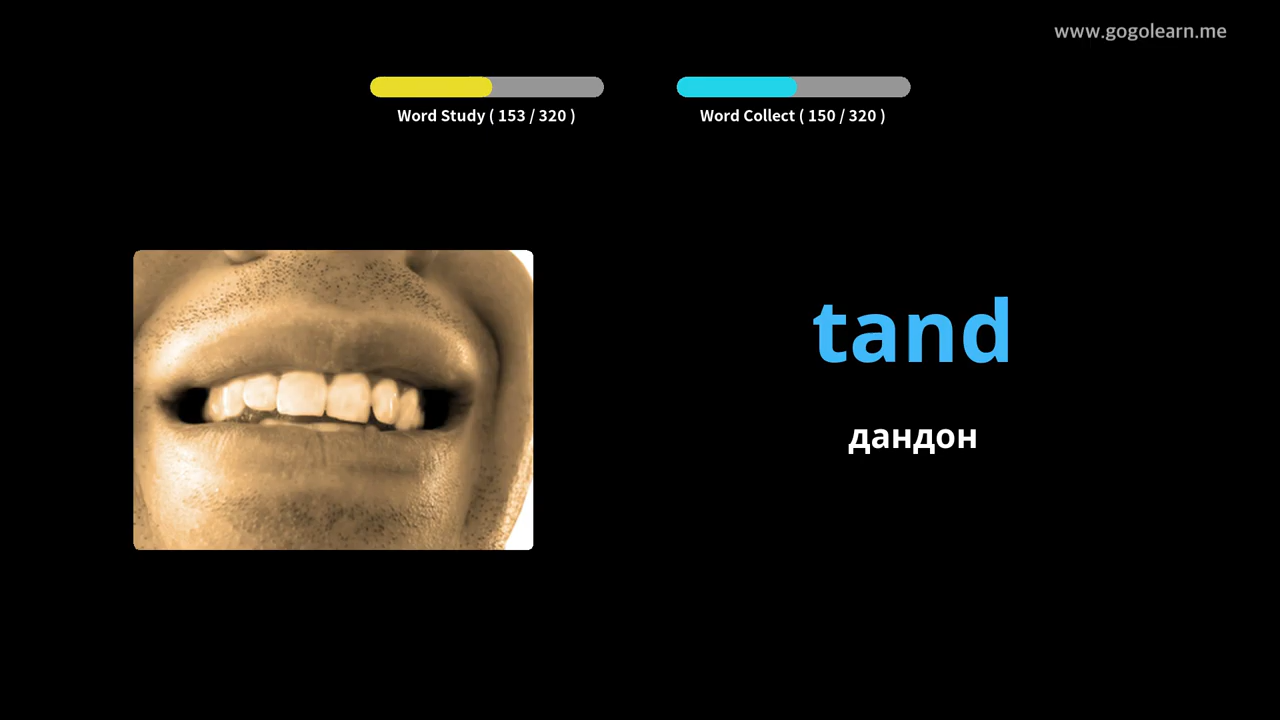 www.gogolearn.me
Word Study ( 153 / 320 )
Word Collect ( 150 / 320 )
tand
дандон